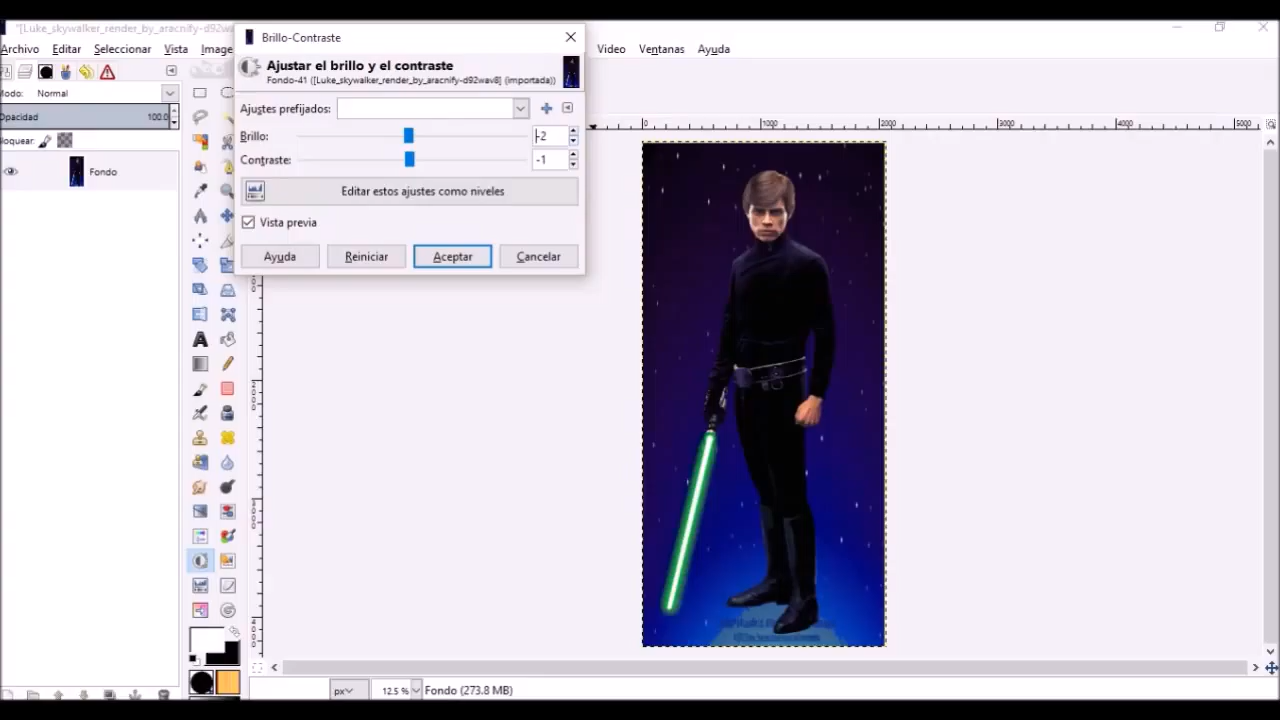 *[Luke_skywalker_render_by_aracnify-d92wa
Archivo Editar Seleccionar Vista Image
Video Ventanas Ayuda
Brillo-Contraste
Ajustar el brillo y el contraste
Fondo-41 ([Luke_skywalker_render_by_aracnify-d92wav8] (importada))
Modo: Normal
Opacidad 100.0
Bloquear:
Fondo
Ajustes prefijados:
Brillo: -2
Contraste: -1
Editar estos ajustes como niveles
Vista previa
Ayuda Reiniciar Aceptar Cancelar
0 1000 2000 3000 4000 5000
px 12.5 % Fondo (273.8 MB)